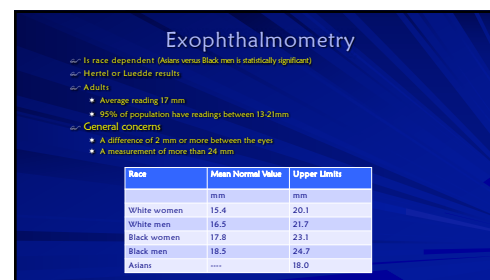 Exophthalmometry
Is race dependent (Asians versus Black men is statistically significant)
Hertel or Luedde results
Adults
Average reading 17 mm
95% of population have readings between 13-21mm
General concerns
A difference of 2 mm or more between the eyes
A measurement of more than 24 mm
Race Mean Normal Value Upper Limits
mm mm
White women 15.4 20.1
White men 16.5 21.7
Black women 17.8 23.1
Black men 18.5 24.7
Asians ---- 18.0